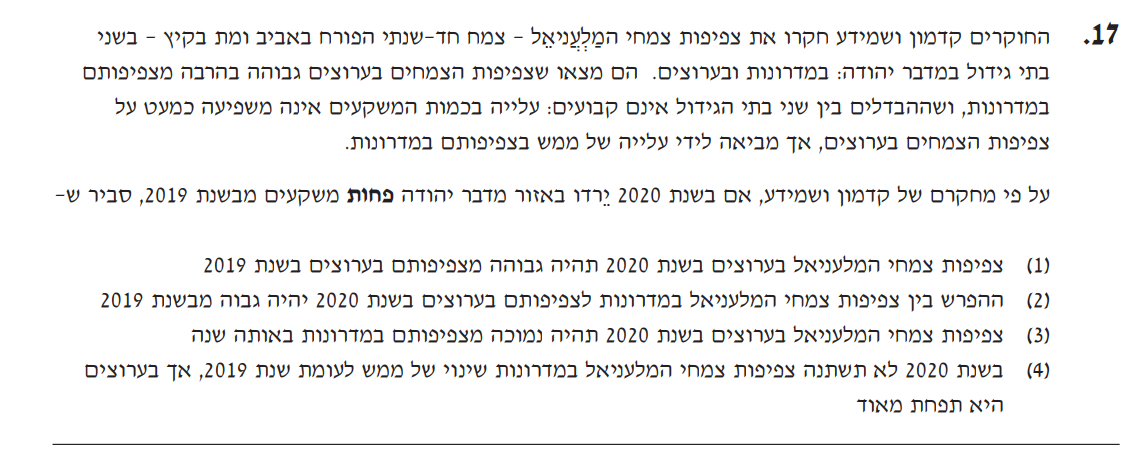 17. החוקרים קדמון ושמידע חקרו את צפיפות צמחי המַלְעֲנִיאֵל – צמח חד-שנתי הפורח באביב ומת בקיץ – בשני
בתי גידול במדבר יהודה: במדרונות ובערוצים. הם מצאו שצפיפות הצמחים בערוצים גבוהה בהרבה מצפיפותם
במדרונות, ושההבדלים בין שני בתי הגידול אינם קבועים: עלייה בכמות המשקעים אינה משפיעה כמעט על
צפיפות הצמחים בערוצים, אך מביאה לידי עלייה של ממש בצפיפותם במדרונות.
על פי מחקרם של קדמון ושמידע, אם בשנת 2020 יֵרדו באזור מדבר יהודה פחות משקעים מבשנת 2019, סביר ש-
(1) צפיפות צמחי המלעניאל בערוצים בשנת 2020 תהיה גבוהה מצפיפותם בערוצים בשנת 2019
(2) ההפרש בין צפיפות צמחי המלעניאל במדרונות לצפיפותם בערוצים בשנת 2020 יהיה גבוה מבשנת 2019
(3) צפיפות צמחי המלעניאל בערוצים בשנת 2020 תהיה נמוכה מצפיפותם במדרונות באותה שנה
(4) בשנת 2020 לא תשתנה צפיפות צמחי המלעניאל במדרונות שינוי של ממש לעומת שנת 2019, אך בערוצים
היא תפחת מאוד